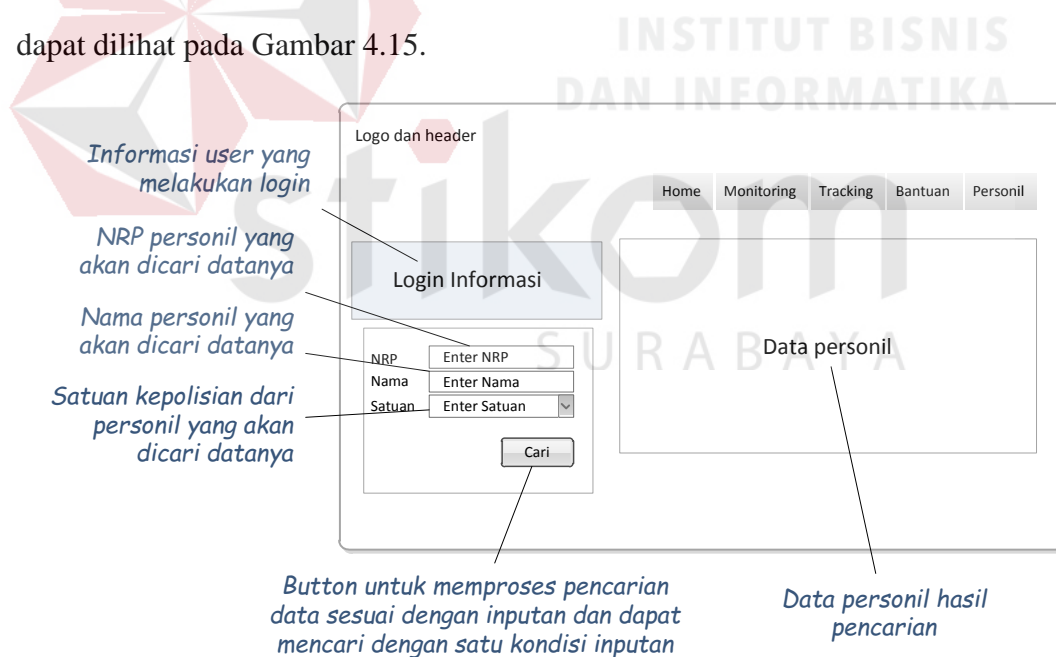 INSTITUT BISNIS
dapat dilihat pada Gambar 4.15.
DAN INFORMATIKA
Logo dan header
Informasi user yang
melakukan login
Home Monitoring Tracking Bantuan Personil
stikom
NRP personil yang
akan dicari datanya
Login Informasi
Nama personil yang
akan dicari datanya
SURABAYA
Data personil
NRP Enter NRP
Nama Enter Nama
Satuan Enter Satuan
Satuan kepolisian dari
personil yang akan
dicari datanya
Cari
Button untuk memproses pencarian
data sesuai dengan inputan dan dapat
mencari dengan satu kondisi inputan
Data personil hasil
pencarian